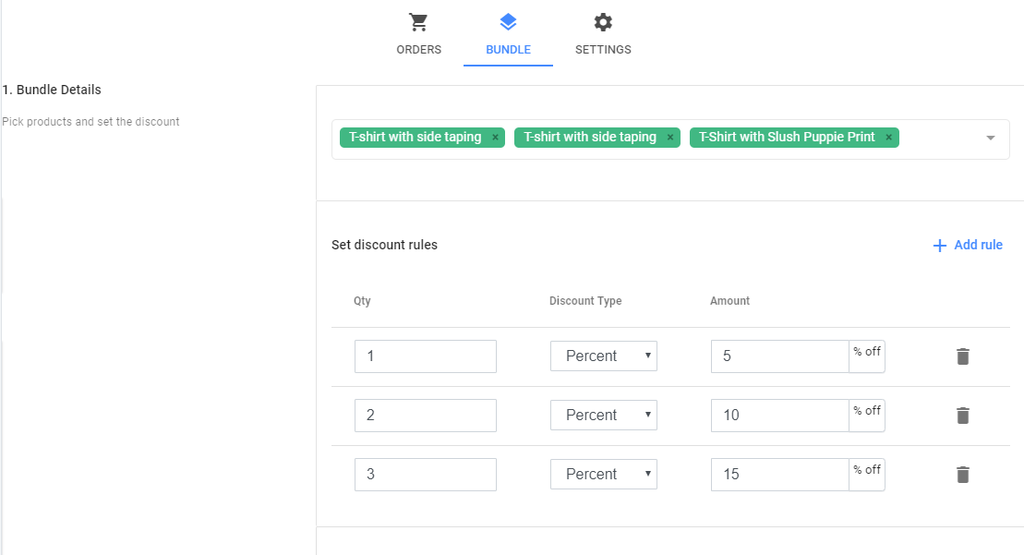 ORDERS BUNDLE SETTINGS
1. Bundle Details
Pick products and set the discount
T-shirt with side taping × T-shirt with side taping × T-Shirt with Slush Puppie Print ×
Set discount rules + Add rule
Qty Discount Type Amount
1 Percent 5 % off
2 Percent 10 % off
3 Percent 15 % off